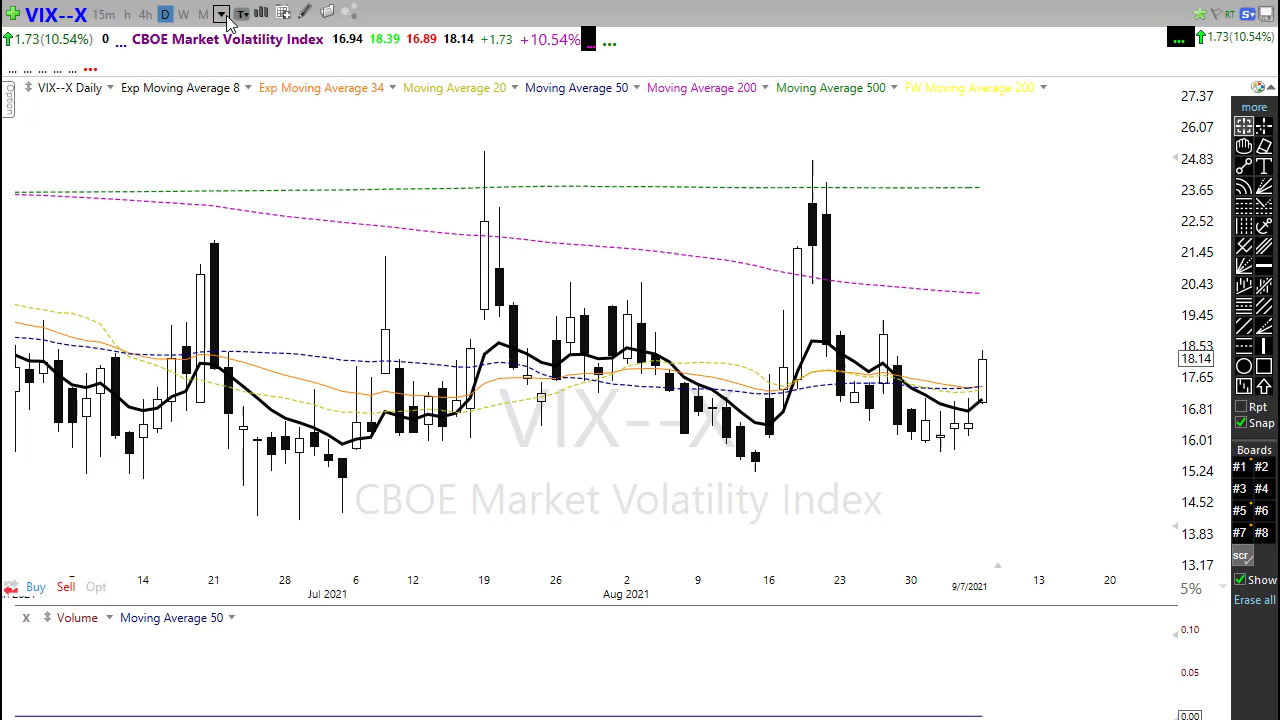 VIX--X 15m h 4h D W M T
1.73(10.54%) 0 ... CBOE Market Volatility Index 16.94 18.39 16.89 18.14 +1.73 +10.54% ... ... ... 1.73(10.54%)
RT S
... ... ... ... ... ...
Option
VIX--X Daily Exp Moving Average 8 Exp Moving Average 34 Moving Average 20 Moving Average 50 Moving Average 200 Moving Average 500 FW Moving Average 200
27.37
26.07
24.83
23.65
22.52
21.45
20.43
19.45
18.53
18.14
17.65
16.81
16.01
15.24
14.52
13.83
13.17
VIX--X
CBOE Market Volatility Index
14 21 28 6 12 19 26 2 9 16 23 30 9/7/2021 13 20
Jul 2021 Aug 2021
Buy Sell Opt
5%
x Volume Moving Average 50
0.10
0.05
0.00
more
T
Rpt
Snap
Boards
#1 #2
#3 #4
#5 #6
#7 #8
scr
Show
Erase all